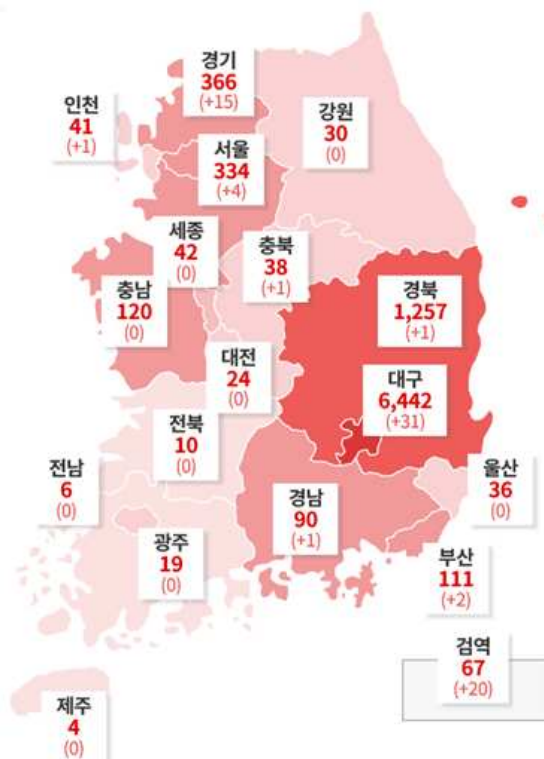 경기
366
(+15)
인천
41
(+1)
강원
30
(0)
서울
334
(+4)
세종
42
(0)
충북
38
(+1)
충남
120
(0)
경북
1,257
(+1)
대전
24
(0)
대구
6,442
(+31)
전북
10
(0)
전남
6
(0)
경남
90
(+1)
울산
36
(0)
광주
19
(0)
부산
111
(+2)
검역
67
(+20)
제주
4
(0)